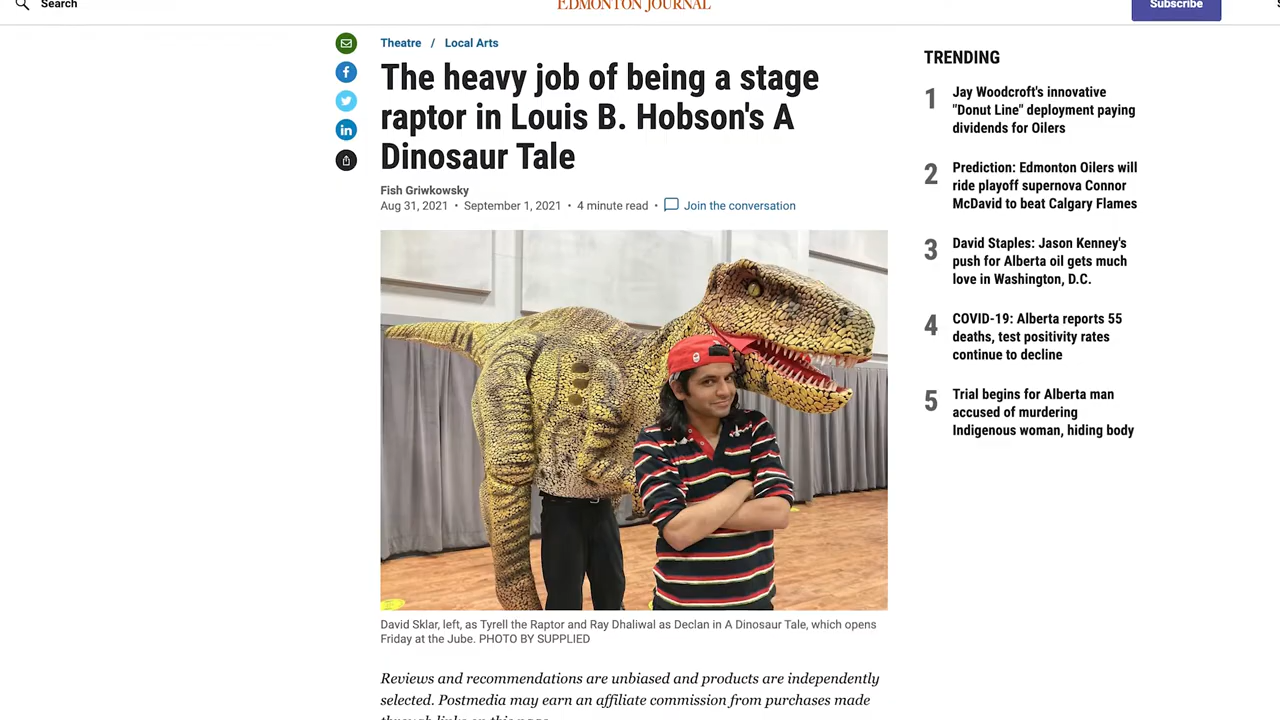 Search
EDMONTON JOURNAL
Subscribe
Theatre / Local Arts
The heavy job of being a stage
raptor in Louis B. Hobson's A
Dinosaur Tale
Fish Griwkowsky
Aug 31, 2021 • September 1, 2021 • 4 minute read • Join the conversation
David Sklar, left, as Tyrell the Raptor and Ray Dhaliwal as Declan in A Dinosaur Tale, which opens
Friday at the Jube. PHOTO BY SUPPLIED
Reviews and recommendations are unbiased and products are independently
selected. Postmedia may earn an affiliate commission from purchases made
through links on this page.
TRENDING
1 Jay Woodcroft's innovative
"Donut Line" deployment paying
dividends for Oilers
2 Prediction: Edmonton Oilers will
ride playoff supernova Connor
McDavid to beat Calgary Flames
3 David Staples: Jason Kenney's
push for Alberta oil gets much
love in Washington, D.C.
4 COVID-19: Alberta reports 55
deaths, test positivity rates
continue to decline
5 Trial begins for Alberta man
accused of murdering
Indigenous woman, hiding body